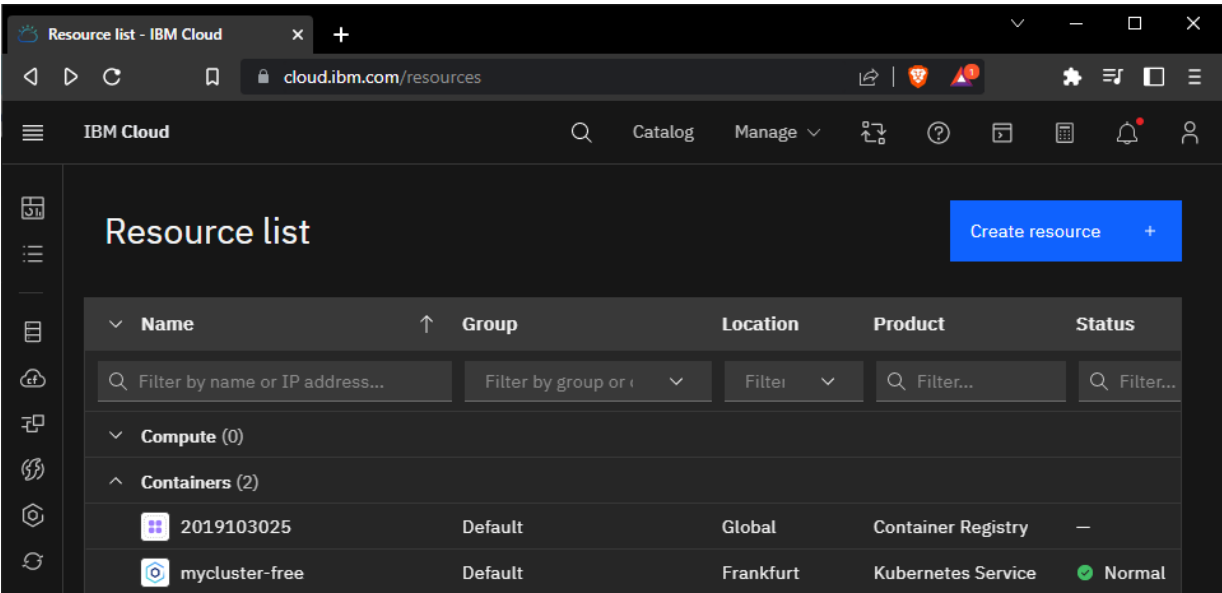 Resource list - IBM Cloud
cloud.ibm.com/resources
1
IBM Cloud
Catalog
Manage
Resource list
Create resource +
Name Group Location Product Status
Filter by name or IP address... Filter by group or Filter... Filter...
Compute (0)
Containers (2)
2019103025 Default Global Container Registry —
mycluster-free Default Frankfurt Kubernetes Service Normal